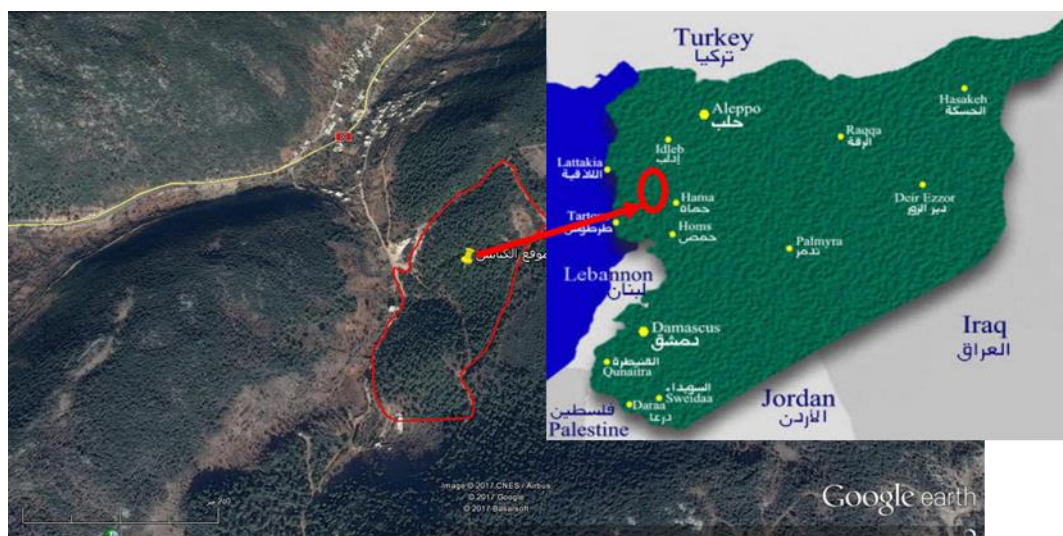 Turkey
تركيا
Aleppo
حلب
Hasakeh
الحسكة
Idleb
إدلب
Raqqa
الرقة
Lattakia
اللاذقية
Hama
حماة
Deir Ezzor
دير الزور
طرطوس
Homs
حمص
Palmyra
تدمر
Lebannon
لبنان
Damascus
دمشق
Iraq
العراق
القنيطرة
Qunaitra
السويداء
Sweidaa
Daraa
درعا
Jordan
الأردن
فلسطين
Palestine
موقع الكنائس
Image © 2017 CNES / Airbus
© 2017 Google
© 2017 Basarsoft
Google earth